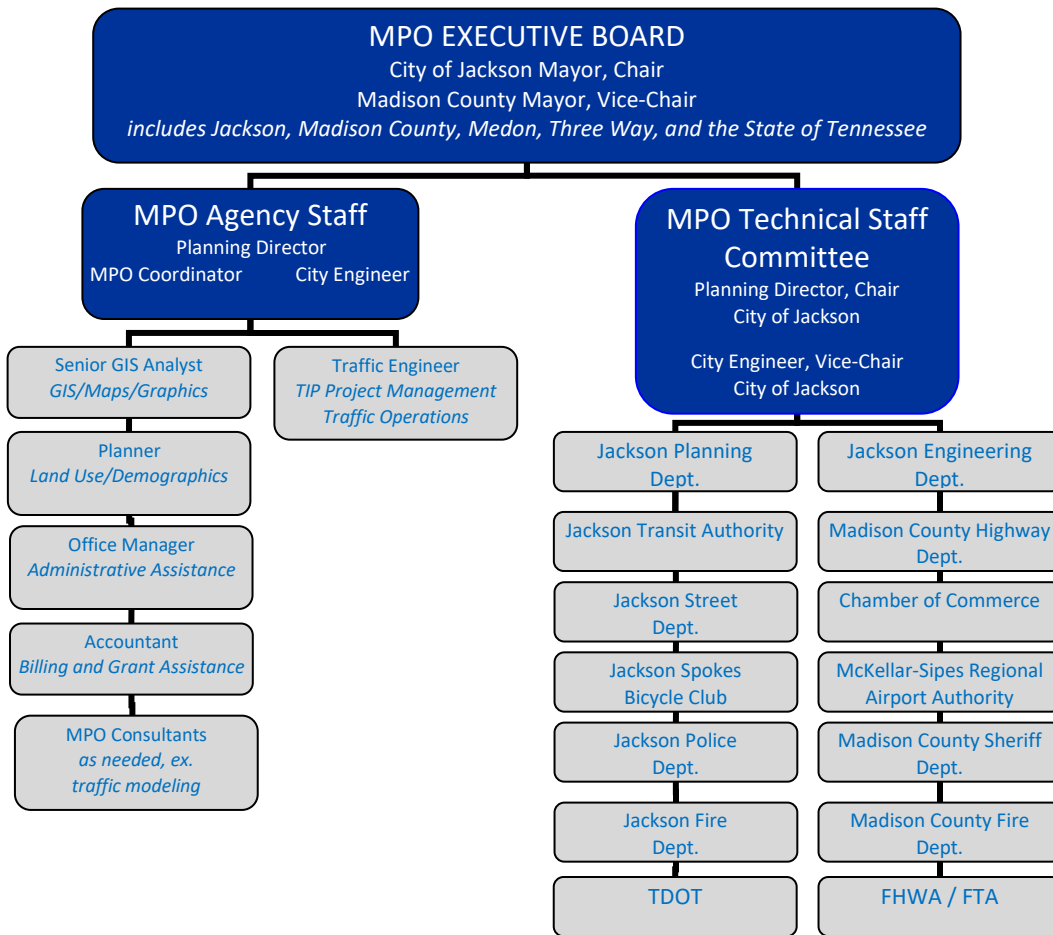 MPO EXECUTIVE BOARD
City of Jackson Mayor, Chair
Madison County Mayor, Vice-Chair
includes Jackson, Madison County, Medon, Three Way, and the State of Tennessee
MPO Agency Staff
Planning Director
MPO Coordinator City Engineer
Senior GIS Analyst
GIS/Maps/Graphics
Planner
Land Use/Demographics
Office Manager
Administrative Assistance
Accountant
Billing and Grant Assistance
MPO Consultants
as needed, ex.
traffic modeling
Traffic Engineer
TIP Project Management
Traffic Operations
MPO Technical Staff
Committee
Planning Director, Chair
City of Jackson
City Engineer, Vice-Chair
City of Jackson
Jackson Planning
Dept.
Jackson Transit Authority
Jackson Street
Dept.
Jackson Spokes
Bicycle Club
Jackson Police
Dept.
Jackson Fire
Dept.
TDOT
Jackson Engineering
Dept.
Madison County Highway
Dept.
Chamber of Commerce
McKellar-Sipes Regional
Airport Authority
Madison County Sheriff
Dept.
Madison County Fire
Dept.
FHWA / FTA